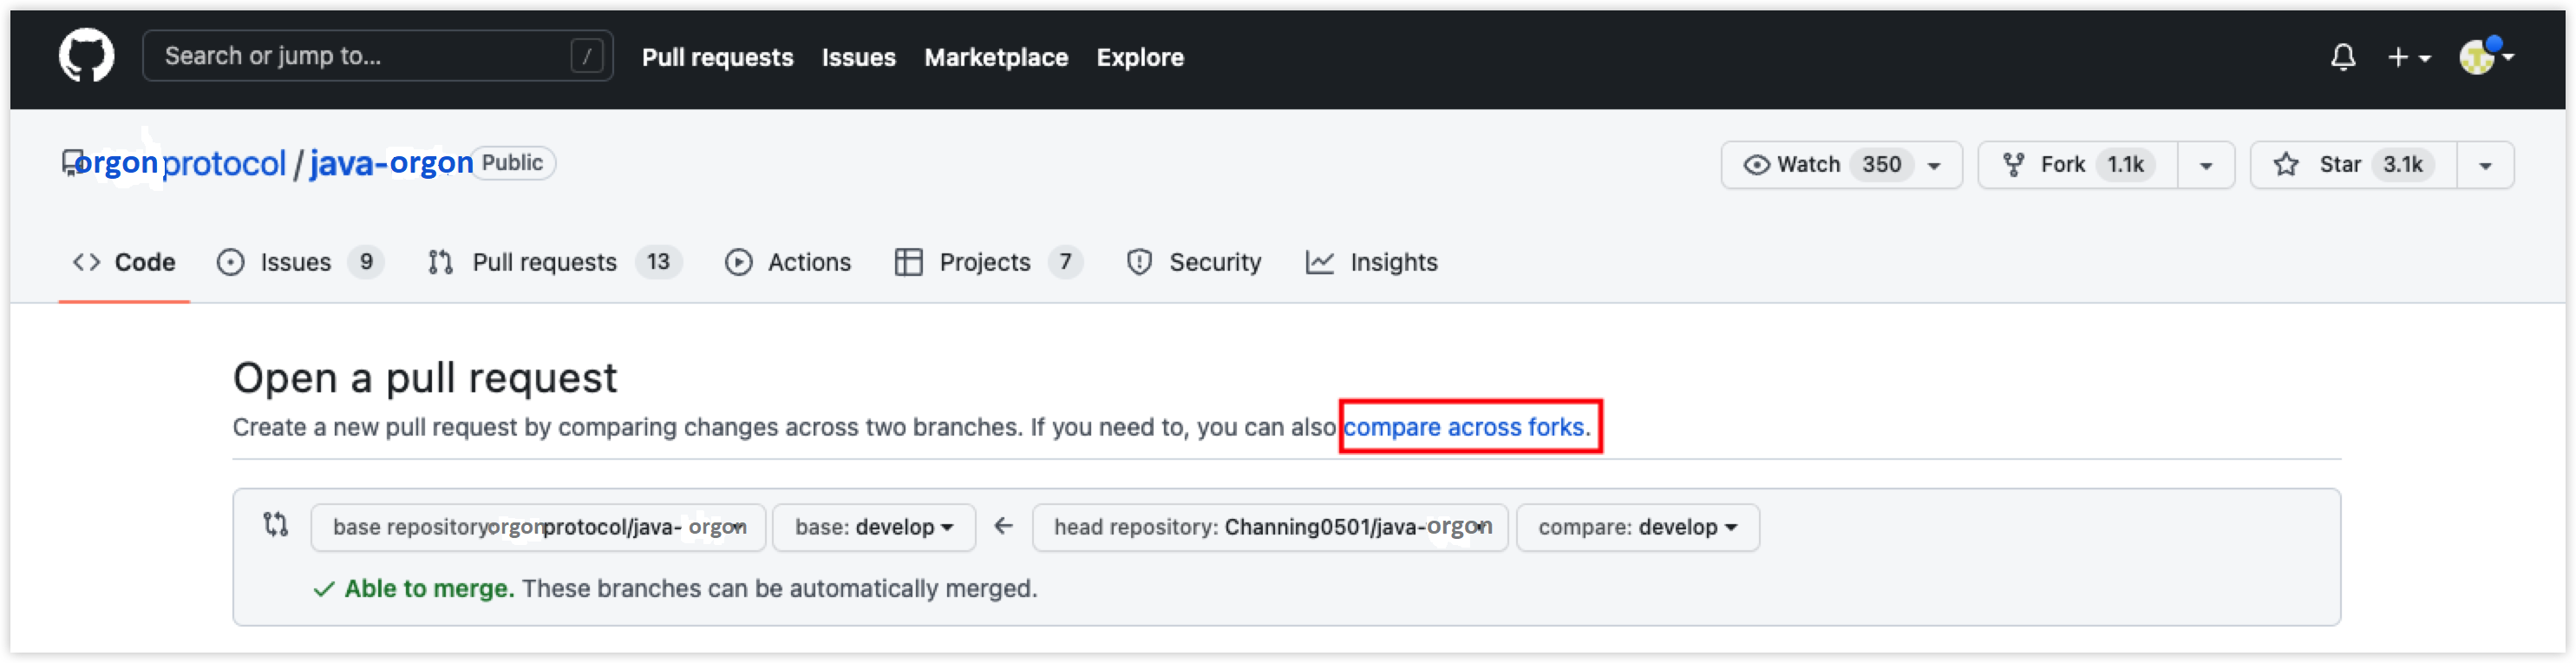 Search or jump to... / Pull requests Issues Marketplace Explore
orgonprotocol / java-orgon Public Watch 350 Fork 1.1k Star 3.1k
Code Issues 9 Pull requests 13 Actions Projects 7 Security Insights
Open a pull request
Create a new pull request by comparing changes across two branches. If you need to, you can also compare across forks.
base repository orgonprotocol/java- orgon base: develop ← head repository: Channing0501/java-orgon compare: develop
✓ Able to merge. These branches can be automatically merged.